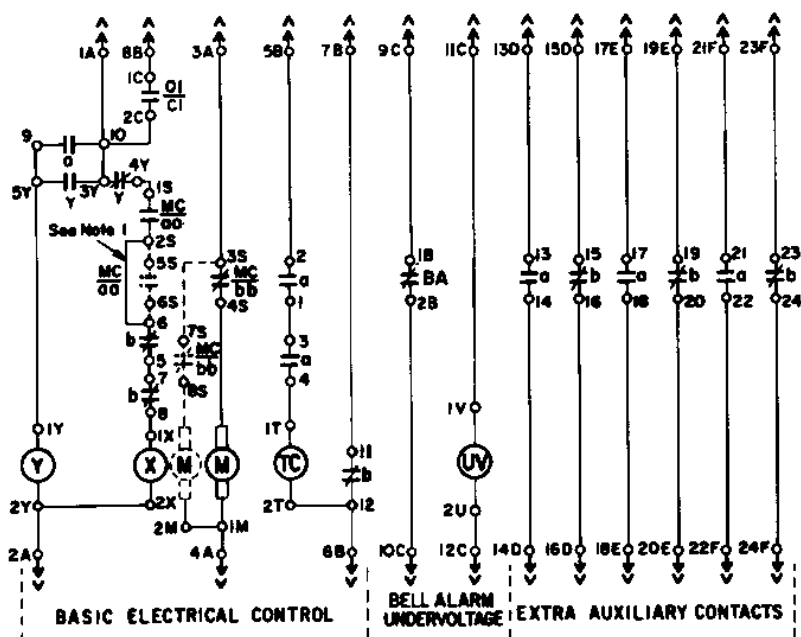 1A 8B 3A 5B 7B 9C 11C 13D 15D 17E 19E 21F 23F
1C
01
C1
2C
9 10
a
4Y
5Y Y 3Y Y
1S
MC
aa
See Note 1
2S
5S
MC
aa
6S
6
b
5
7
b
8
3S
MC
bb
4S
7S
MC
bb
8S
2
a
1
3
a
4
1B
BA
2B
13 15 17 19 21 23
a b a b a b
14 16 18 20 22 24
1V
1Y 1X 1T 11
Y X M M TC b UV
2Y 2X 2T 12 2U
2M 1M
2A 4A 6B 10C 12C 14D 16D 18E 20E 22F 24F
BASIC ELECTRICAL CONTROL
BELL ALARM
UNDERVOLTAGE
EXTRA AUXILIARY CONTACTS